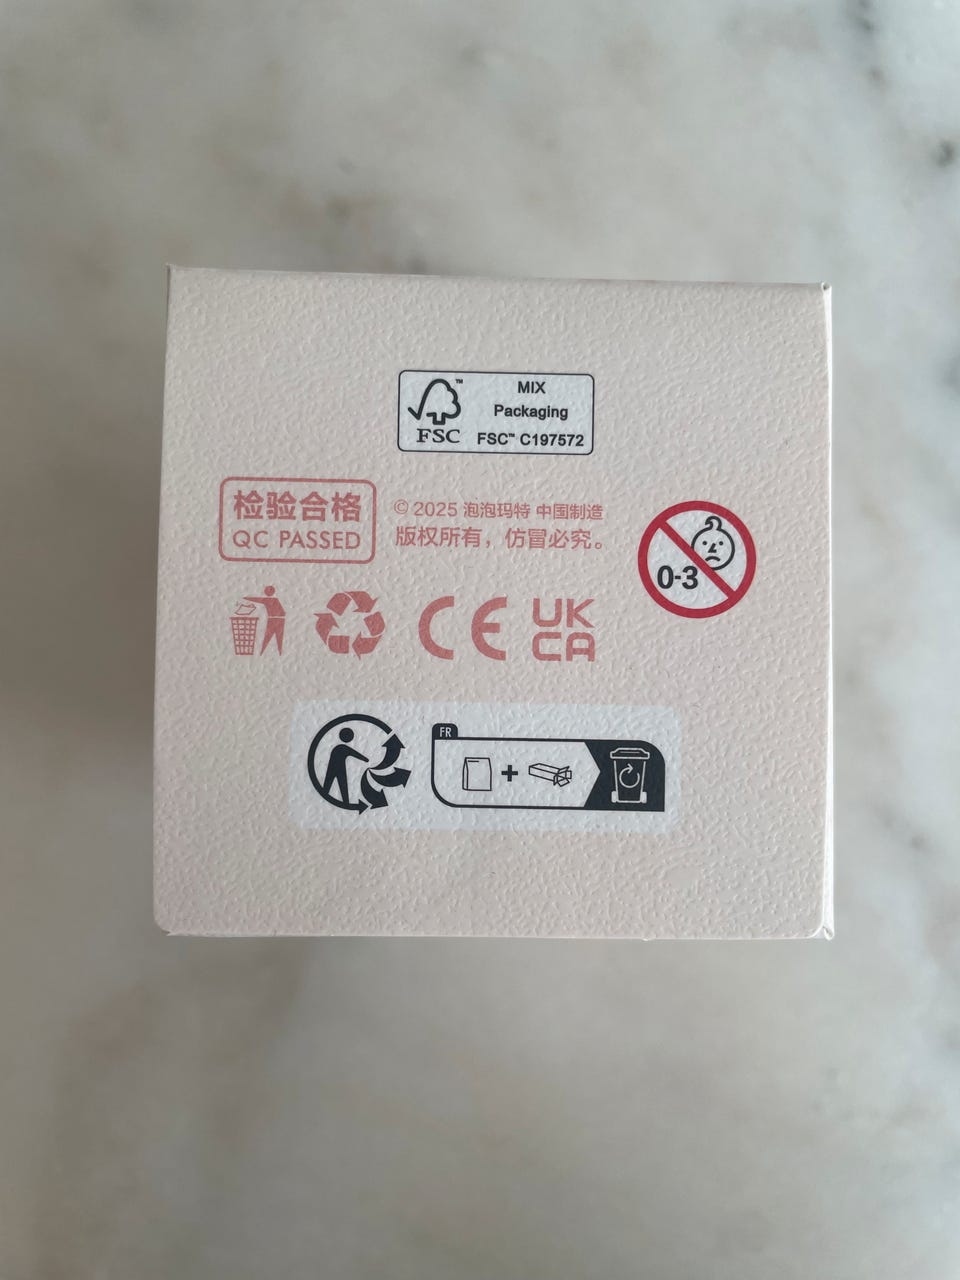 MIX
Packaging
FSC™ C197572
™
FSC
检验合格
QC PASSED
© 2025 泡泡玛特 中国制造
版权所有，仿冒必究。
0-3
CE
UK
CA
FR